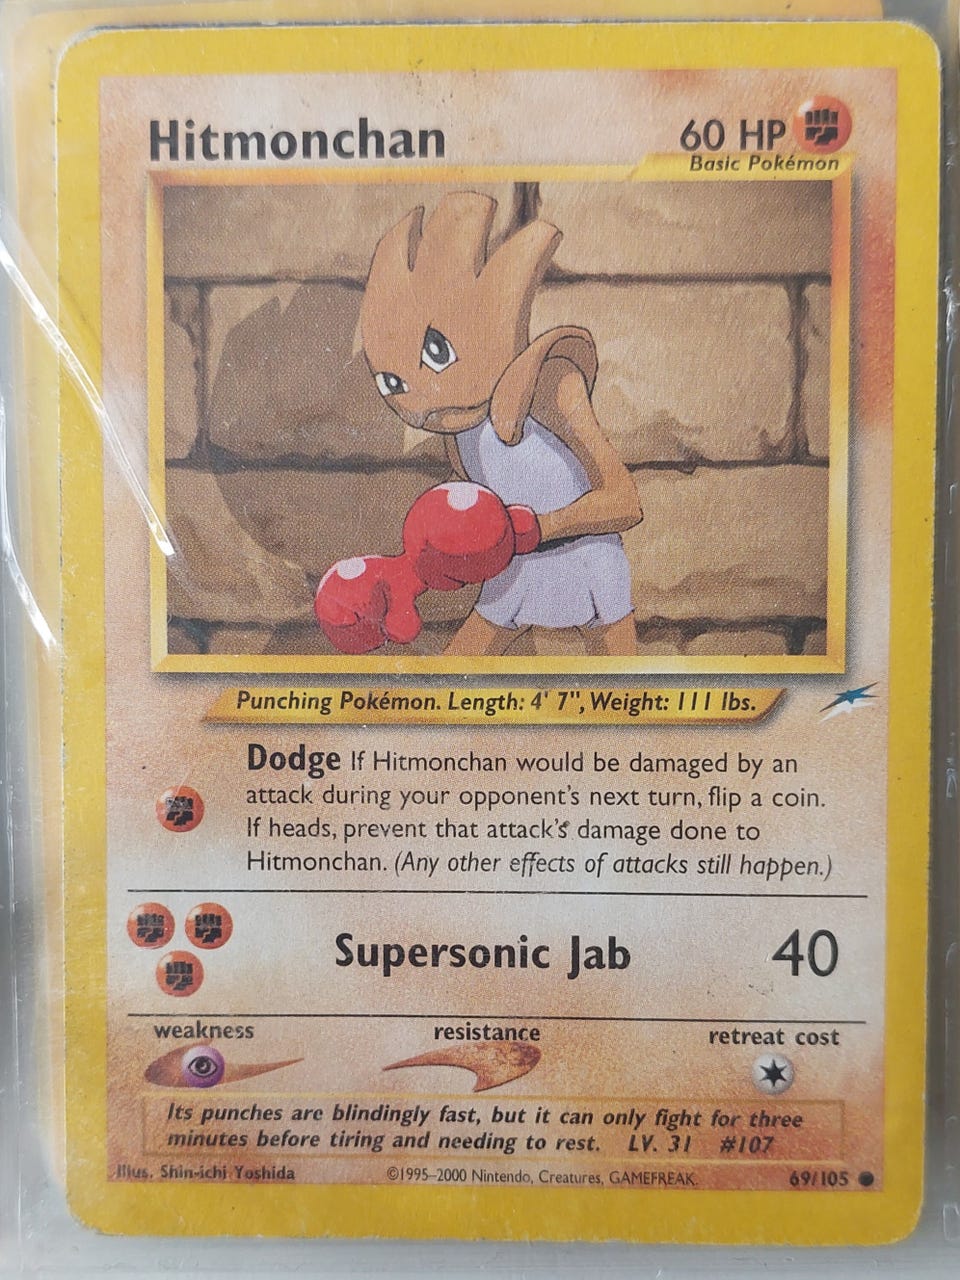 Hitmonchan
60 HP
Basic Pokémon
Punching Pokémon. Length: 4' 7", Weight: 111 lbs.
Dodge If Hitmonchan would be damaged by an
attack during your opponent's next turn, flip a coin.
If heads, prevent that attack's damage done to
Hitmonchan. (Any other effects of attacks still happen.)
Supersonic Jab 40
weakness resistance retreat cost
Its punches are blindingly fast, but it can only fight for three
minutes before tiring and needing to rest. LV. 31 #107
Illus. Shin-ichi Yoshida ©1995–2000 Nintendo, Creatures, GAMEFREAK. 69/105